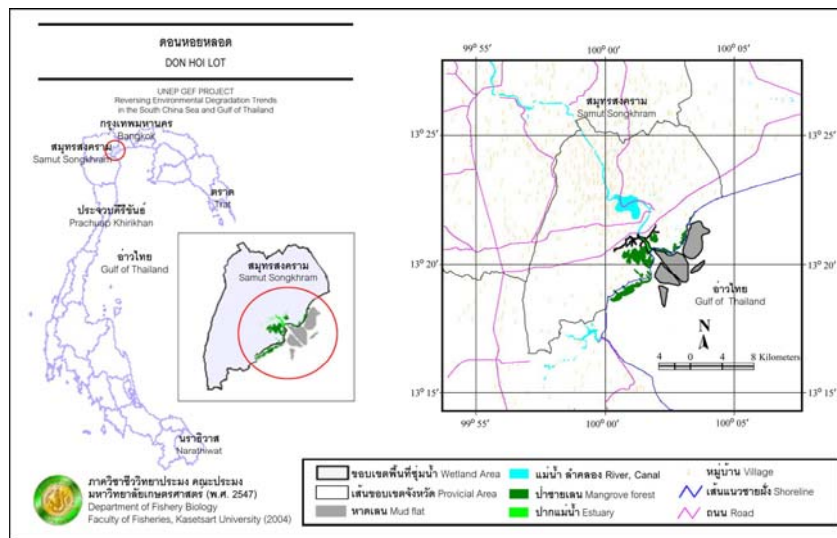 ดอนหอยหลอด
DON HOI LOT
UNEP GEF PROJECT
Reversing Environmental Degradation Trends
in the South China Sea and Gulf of Thailand
กรุงเทพมหานคร
Bangkok
สมุทรสงคราม
Samut Songkhram
ตราด
Trat
ประจวบคีรีขันธ์
Prachuap Khirikhan
อ่าวไทย
Gulf of Thailand
นราธิวาส
Narathiwat
สมุทรสงคราม
Samut Songkhram
99° 55' 100° 00' 100° 05'
สมุทรสงคราม
Samut Songkhram
13° 25' 13° 25'
13° 20' 13° 20'
อ่าวไทย
Gulf of Thailand
N
4 0 4 8 Kilometers
13° 15' 13° 15'
99° 55' 100° 00' 100° 05'
ภาควิชาชีววิทยาประมง คณะประมง
มหาวิทยาลัยเกษตรศาสตร์ (พ.ศ. 2547)
Department of Fishery Biology
Faculty of Fisheries, Kasetsart University (2004)
ขอบเขตพื้นที่ชุ่มน้ำ Wetland Area
เส้นขอบเขตจังหวัด Provicial Area
หาดเลน Mud flat
แม่น้ำ ลำคลอง River, Canal
ป่าชายเลน Mangrove forest
ปากแม่น้ำ Estuary
หมู่บ้าน Village
เส้นแนวชายฝั่ง Shoreline
ถนน Road